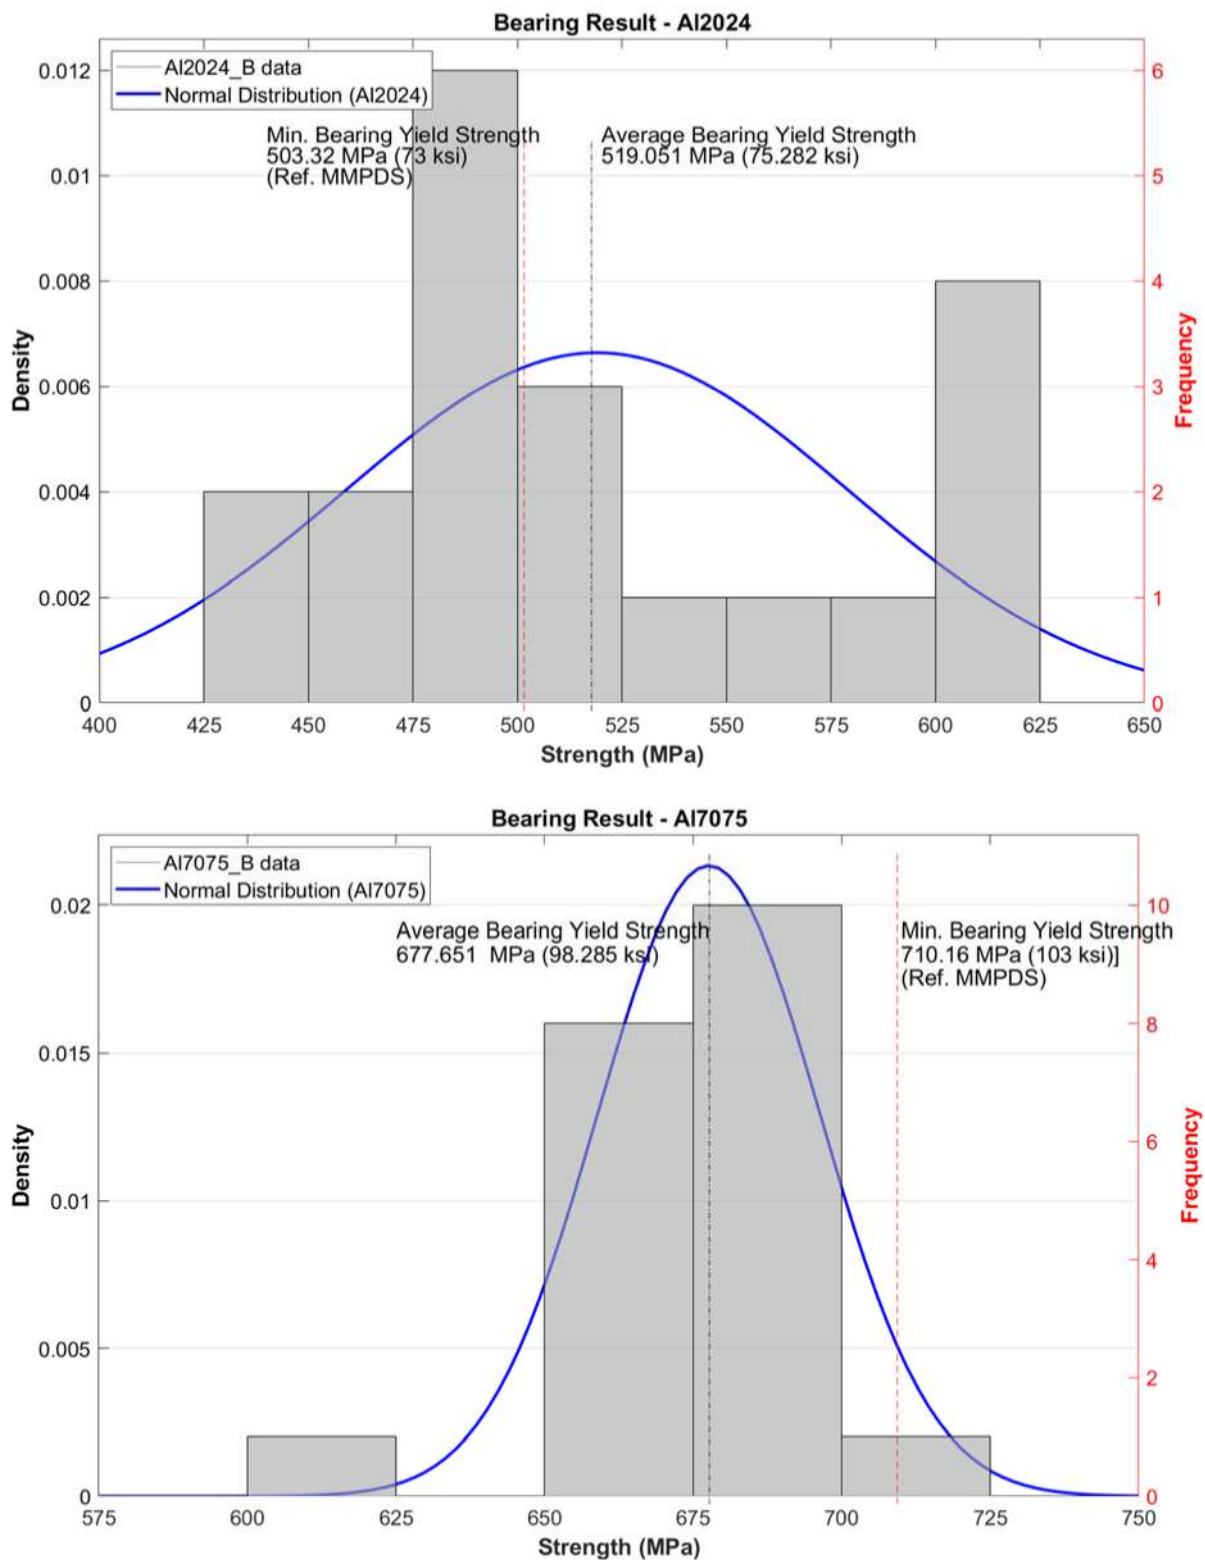 Bearing Result - Al2024
Al2024_B data
Normal Distribution (Al2024)
Min. Bearing Yield Strength
503.32 MPa (73 ksi)
(Ref. MMPDS)
Average Bearing Yield Strength
519.051 MPa (75.282 ksi)
Density
0.012
0.01
0.008
0.006
0.004
0.002
0
Frequency
6
5
4
3
2
1
0
400 425 450 475 500 525 550 575 600 625 650
Strength (MPa)
Bearing Result - Al7075
Al7075_B data
Normal Distribution (Al7075)
Average Bearing Yield Strength
677.651 MPa (98.285 ksi)
Min. Bearing Yield Strength
710.16 MPa (103 ksi)]
(Ref. MMPDS)
Density
0.02
0.015
0.01
0.005
0
Frequency
10
8
6
4
2
0
575 600 625 650 675 700 725 750
Strength (MPa)